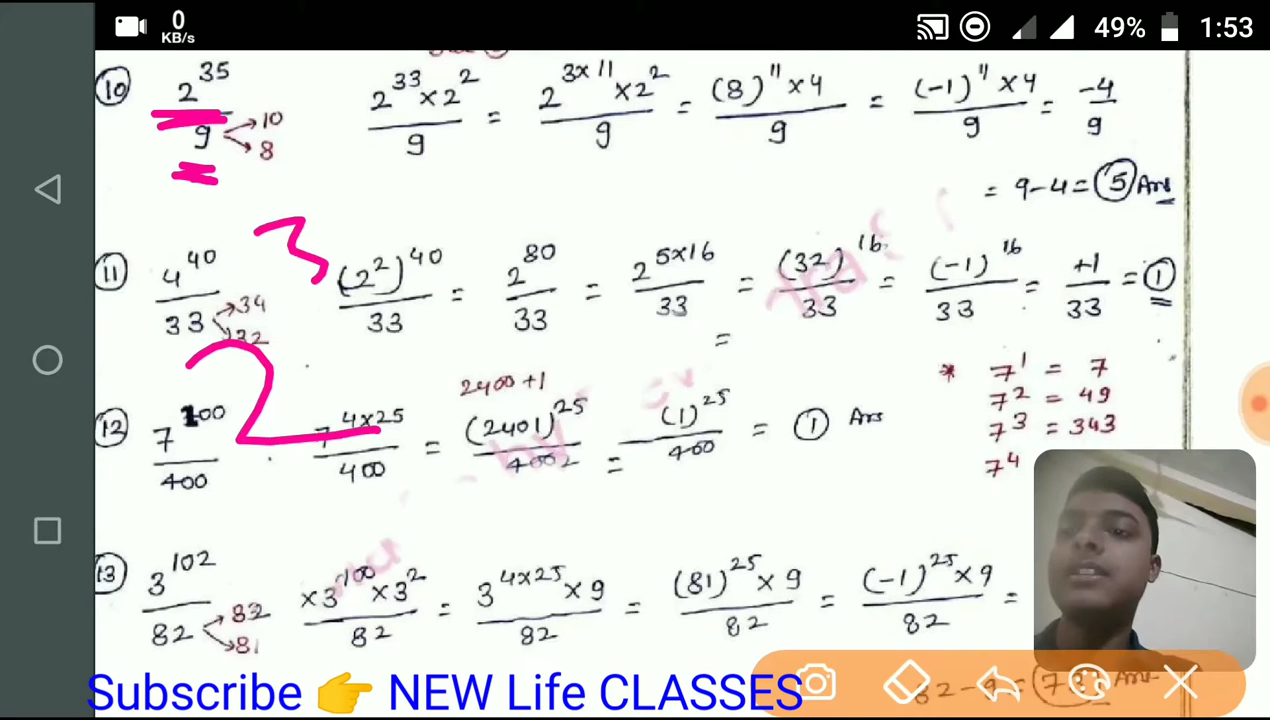 0 KB/s 49% 1:53
⑩ 2^35/9 → 10 → 8 2^33 × 2^2/9 = 2^3×11 × 2^2/9 = (8)^11 × 4/9 = (-1)^11 × 4/9 = -4/9
= 9-4 = ⑤ Ans
3
⑪ 4^40/33 → 34 → 32 (2^2)^40/33 = 2^80/33 = 2^5×16/33 = (32)^16/33 = (-1)^16/33 = +1/33 = ①
=
2
2400 + 1
⑫ 7^100/400 7^4×25/400 = (2401)^25/400 = (1)^25/400 = ① Ans
* 7^1 = 7
7^2 = 49
7^3 = 343
7^4
⑬ 3^102/82 → 82 → 81 ×3^100 × 3^2/82 = 3^4×25 × 9/82 = (81)^25 × 9/82 = (-1)^25 × 9/82 =
82 - 9 = 73 Ans
Subscribe 👉 NEW Life CLASSES